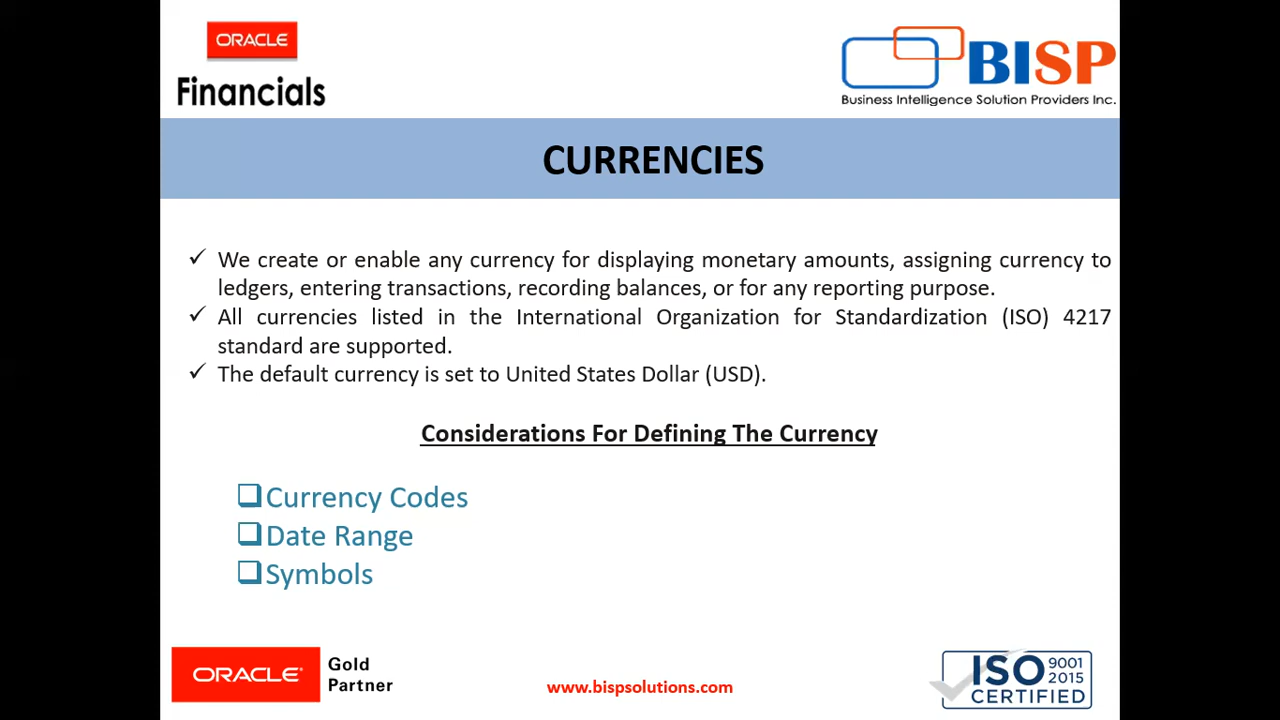 ORACLE
Financials
BISP
Business Intelligence Solution Providers Inc.
CURRENCIES
We create or enable any currency for displaying monetary amounts, assigning currency to
ledgers, entering transactions, recording balances, or for any reporting purpose.
All currencies listed in the International Organization for Standardization (ISO) 4217
standard are supported.
The default currency is set to United States Dollar (USD).
Considerations For Defining The Currency
Currency Codes
Date Range
Symbols
ORACLE
Gold
Partner
www.bispsolutions.com
ISO 9001
2015
CERTIFIED